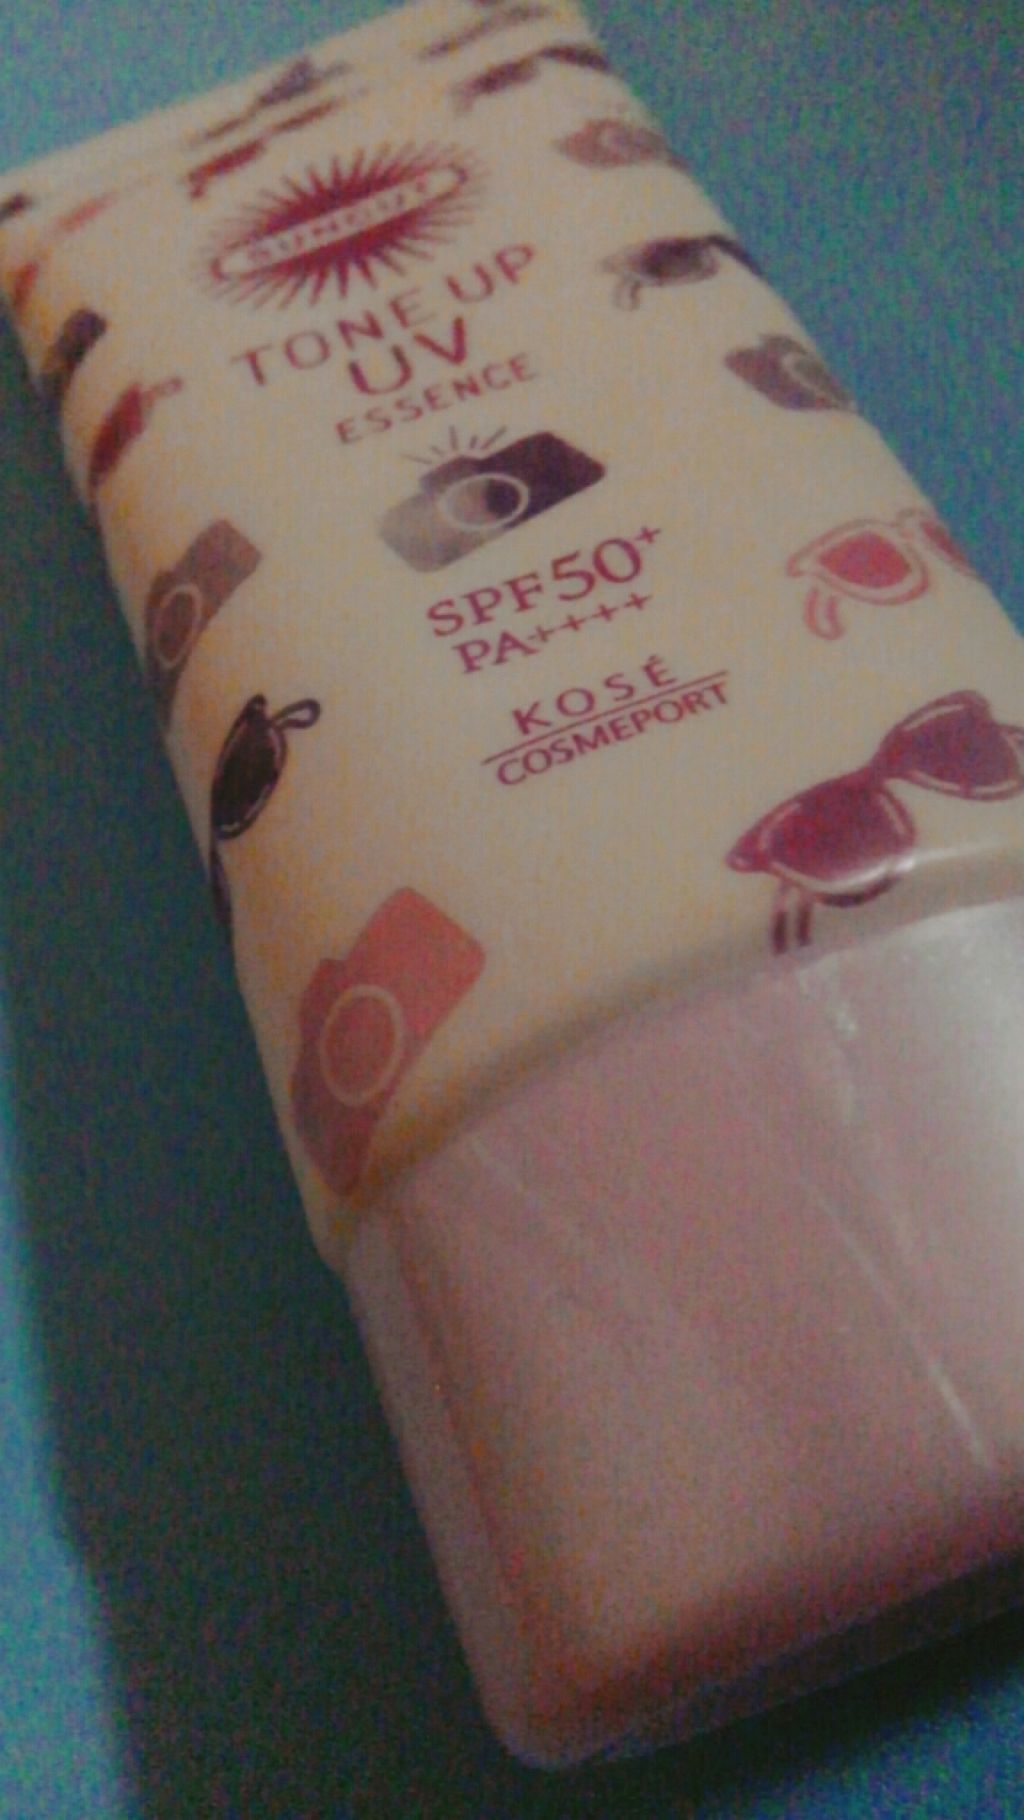 SUNCUT
TONE UP
UV
ESSENCE
SPF50+
PA++++
KOSÉ
COSMEPORT